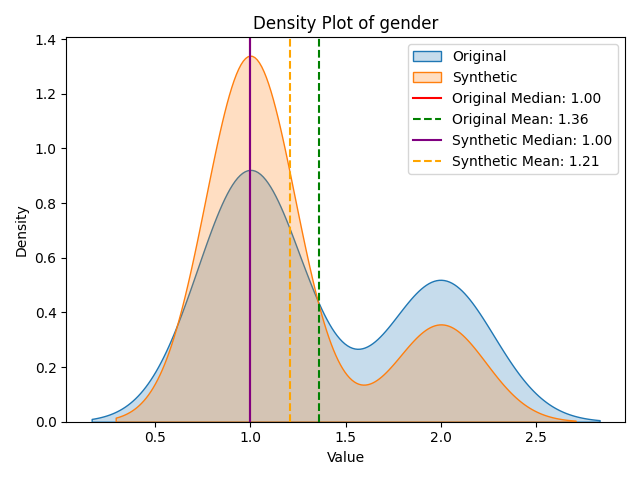 Density Plot of gender
Density
1.4
1.2
1.0
0.8
0.6
0.4
0.2
0.0
Original
Synthetic
Original Median: 1.00
Original Mean: 1.36
Synthetic Median: 1.00
Synthetic Mean: 1.21
0.5
1.0
1.5
2.0
2.5
Value